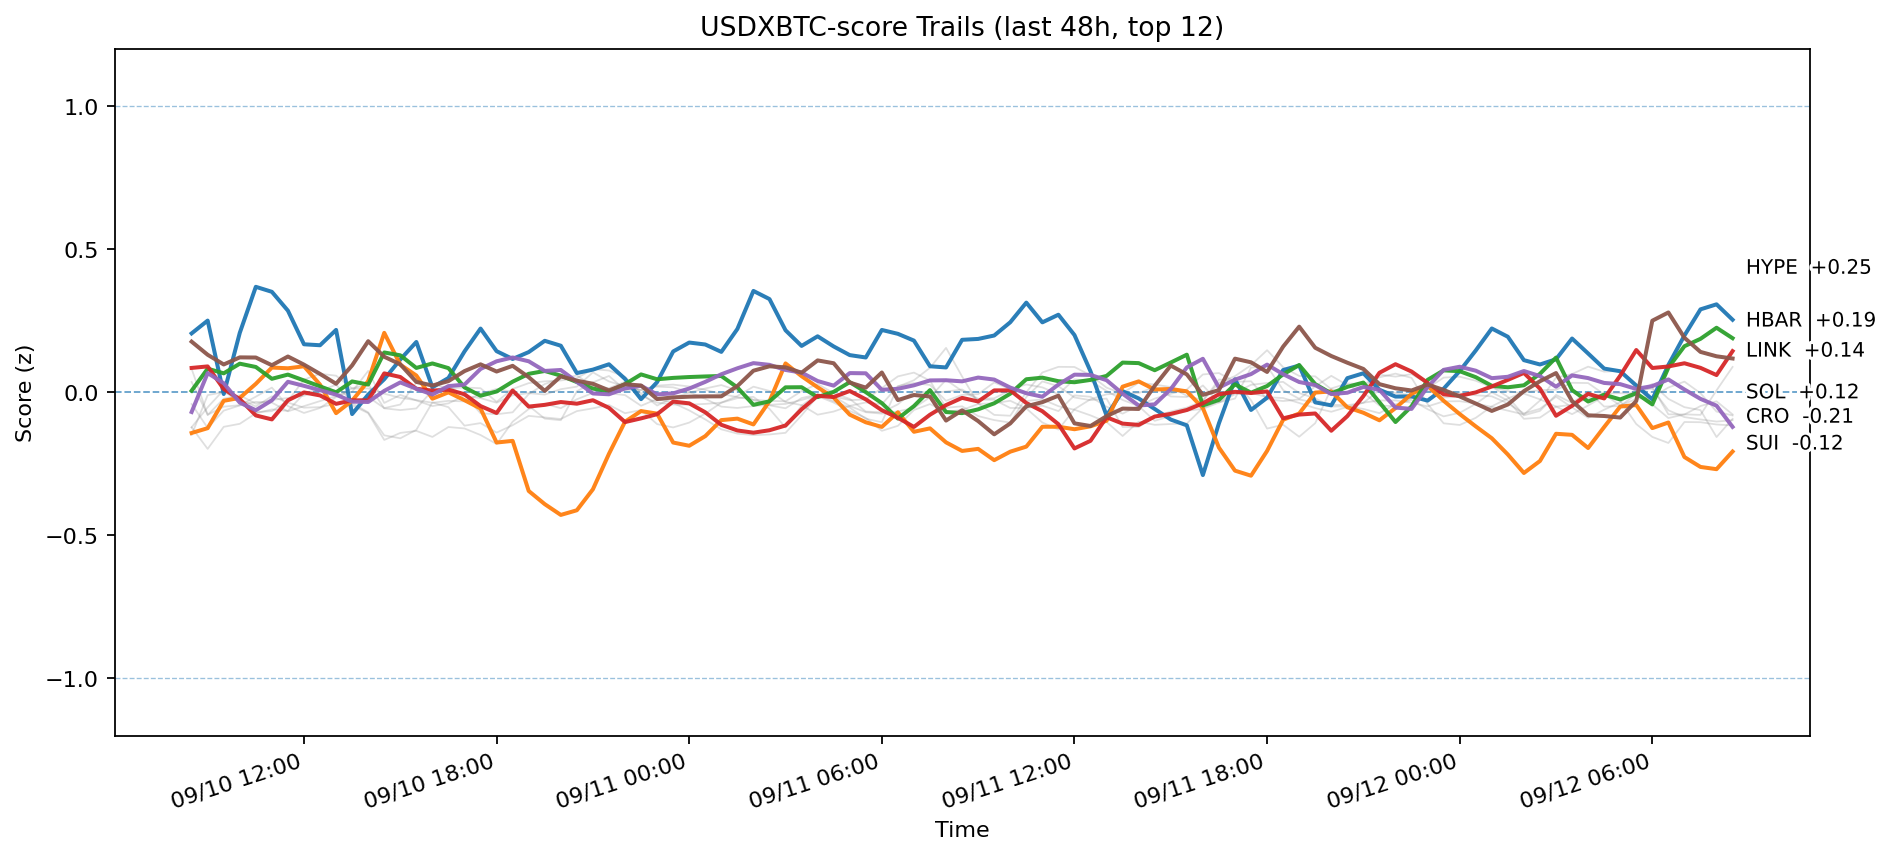 USDXBTC-score Trails (last 48h, top 12)
Score (z)
1.0
0.5
0.0
−0.5
−1.0
HYPE +0.25
HBAR +0.19
LINK +0.14
SOL +0.12
CRO -0.21
SUI -0.12
09/10 12:00
09/10 18:00
09/11 00:00
09/11 06:00
09/11 12:00
09/11 18:00
09/12 00:00
09/12 06:00
Time